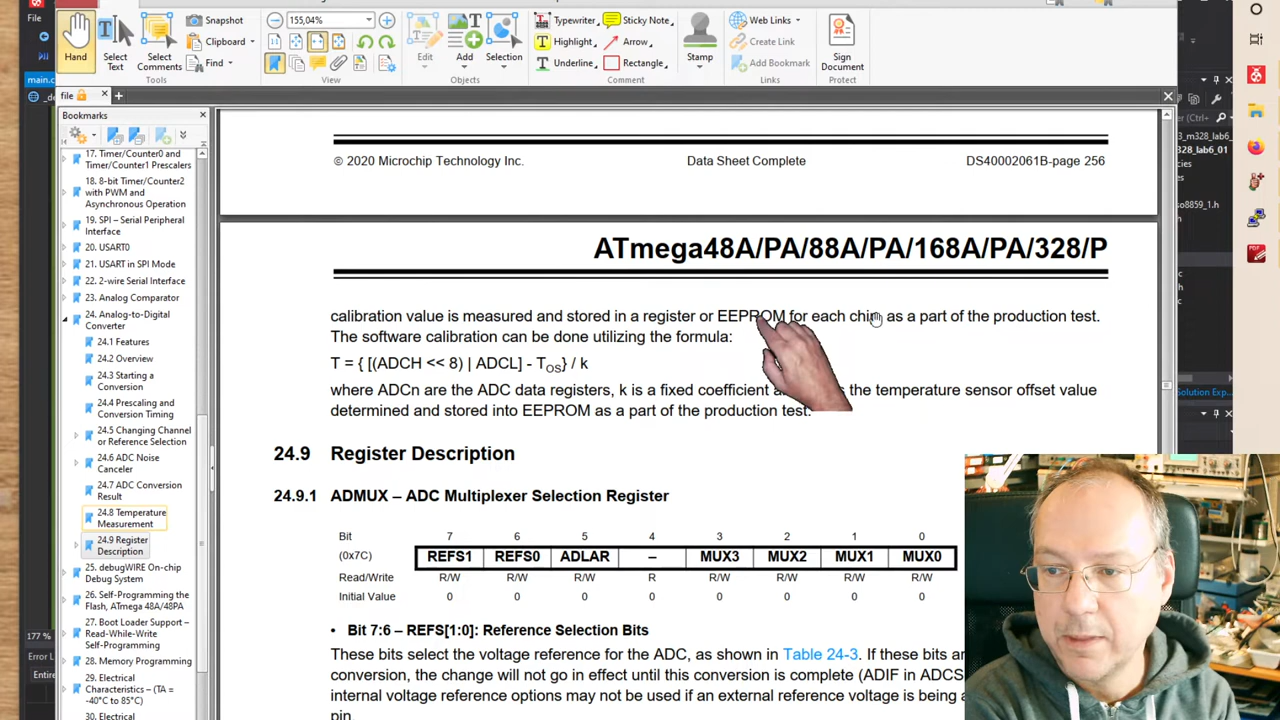 File
155,04%
Snapshot
Clipboard
Find
Hand
Select
Text
Select
Comments
Tools
View
Edit
Add
Selection
Objects
Typewriter
Sticky Note
Highlight
Arrow
Underline
Rectangle
Comment
Stamp
Web Links
Create Link
Add Bookmark
Links
Sign
Document
Protect
main.c
file
Bookmarks
17. Timer/Counter0 and
Timer/Counter1 Prescalers
18. 8-bit Timer/Counter2
with PWM and
Asynchronous Operation
19. SPI – Serial Peripheral
Interface
20. USART0
21. USART in SPI Mode
22. 2-wire Serial Interface
23. Analog Comparator
24. Analog-to-Digital
Converter
24.1 Features
24.2 Overview
24.3 Starting a
Conversion
24.4 Prescaling and
Conversion Timing
24.5 Changing Channel
or Reference Selection
24.6 ADC Noise
Canceler
24.7 ADC Conversion
Result
24.8 Temperature
Measurement
24.9 Register
Description
25. debugWIRE On-chip
Debug System
26. Self-Programming the
Flash, ATmega 48A/48PA
27. Boot Loader Support –
Read-While-Write
Self-Programming
28. Memory Programming
29. Electrical
Characteristics – (TA =
-40°C to 85°C)
30. Electrical
177 %
Error L
Entire
© 2020 Microchip Technology Inc.
Data Sheet Complete
DS40002061B-page 256
ATmega48A/PA/88A/PA/168A/PA/328/P
calibration value is measured and stored in a register or EEPROM for each chip as a part of the production test.
The software calibration can be done utilizing the formula:
T = { [(ADCH << 8) | ADCL] - TOS} / k
where ADCn are the ADC data registers, k is a fixed coefficient the temperature sensor offset value
determined and stored into EEPROM as a part of the production test.
24.9 Register Description
24.9.1 ADMUX – ADC Multiplexer Selection Register
Bit 7 6 5 4 3 2 1 0
(0x7C) REFS1 REFS0 ADLAR – MUX3 MUX2 MUX1 MUX0
Read/Write R/W R/W R/W R R/W R/W R/W R/W
Initial Value 0 0 0 0 0 0 0 0
• Bit 7:6 – REFS[1:0]: Reference Selection Bits
These bits select the voltage reference for the ADC, as shown in Table 24-3. If these bits
conversion, the change will not go in effect until this conversion is complete (ADIF in ADCS
internal voltage reference options may not be used if an external reference voltage is being
pin.
(Ctrl+
3_m328_lab6
328_lab6_01
cies
so8859_1.h
Solution Exp...